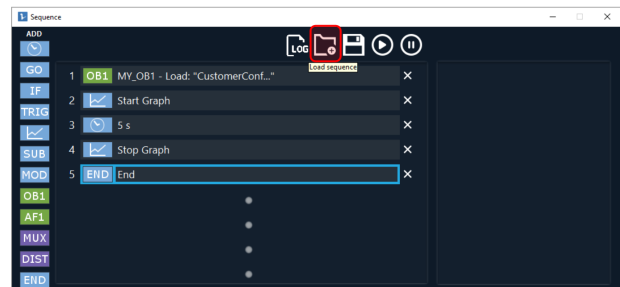 Sequence
ADD
LOG
Load sequence
GO
IF
TRIG
SUB
MOD
OB1
AF1
MUX
DIST
END
1 OB1 MY_OB1 - Load: "CustomerConf..."
2 Start Graph
3 5 s
4 Stop Graph
5 END End